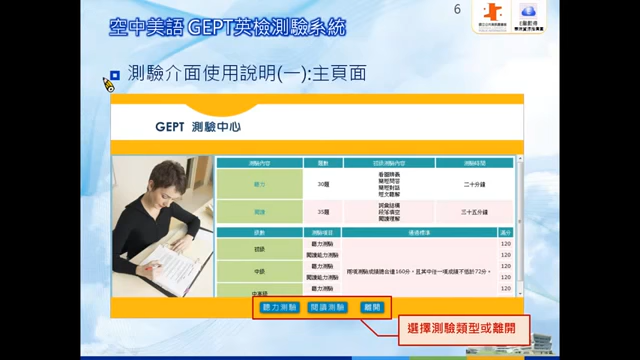 6
空中美語 GEPT英檢測驗系統
測驗介面使用說明(一):主頁面
GEPT 測驗中心
測驗內容 題數 初級測驗內容 測驗時間
聽力 30題 看圖辨義 簡短問答 簡短對話 短文聽解 二十分鐘
閱讀 35題 詞彙結構 段落填空 閱讀理解 三十五分鐘
級數 測驗項目 通過標準 滿分
初級 聽力測驗 120
閱讀能力測驗 120
中級 聽力測驗 兩項測驗成績總合達160分，且其中任一項成績不低於72分。 120
閱讀能力測驗 120
中高級 聽力測驗 120
聽力測驗 閱讀測驗 離開
選擇測驗類型或離開